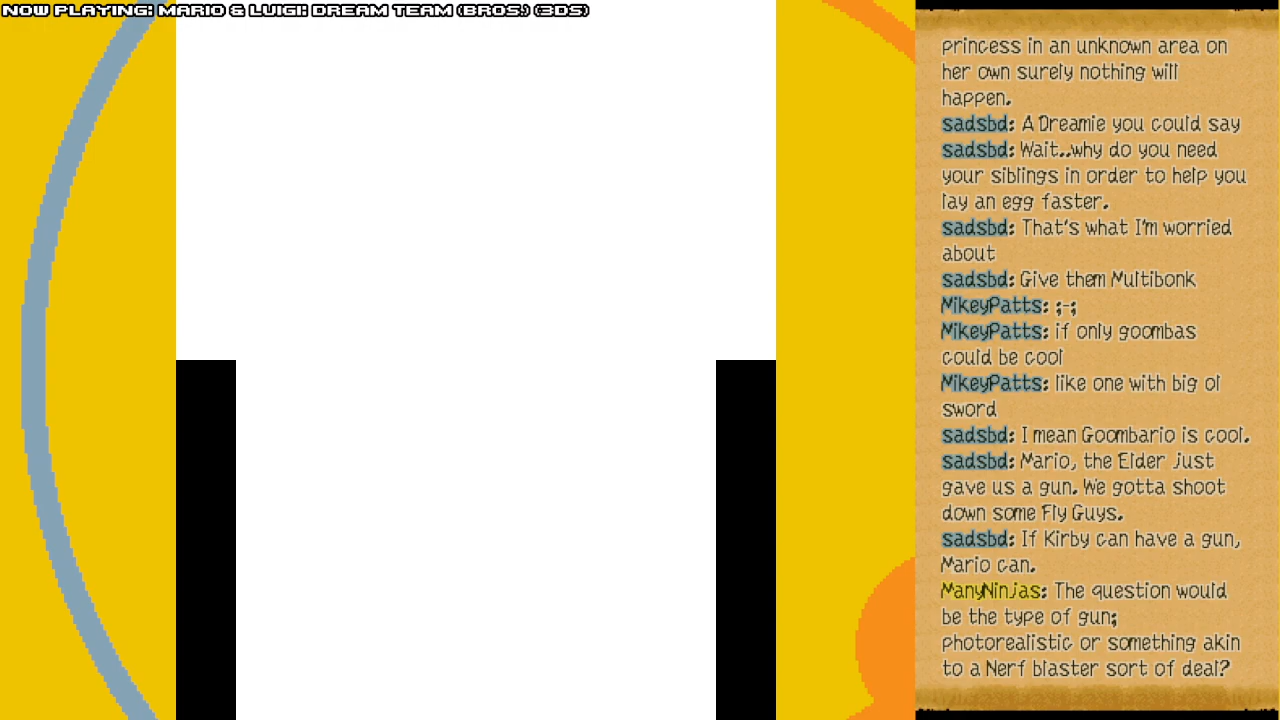 NOW PLAYING: MARIO & LUIGI: DREAM TEAM (BROS.) (3DS)
princess in an unknown area on
her own surely nothing will
happen.
sadsbd: A Dreamie you could say
sadsbd: Wait..why do you need
your siblings in order to help you
lay an egg faster.
sadsbd: That's what I'm worried
about
sadsbd: Give them Multibonk
MikeyPatts: ;-;
MikeyPatts: if only goombas
could be cool
MikeyPatts: like one with big ol
sword
sadsbd: I mean Goombario is cool.
sadsbd: Mario, the Elder just
gave us a gun. We gotta shoot
down some Fly Guys.
sadsbd: If Kirby can have a gun,
Mario can.
ManyNinjas: The question would
be the type of gun;
photorealistic or something akin
to a Nerf blaster sort of deal?